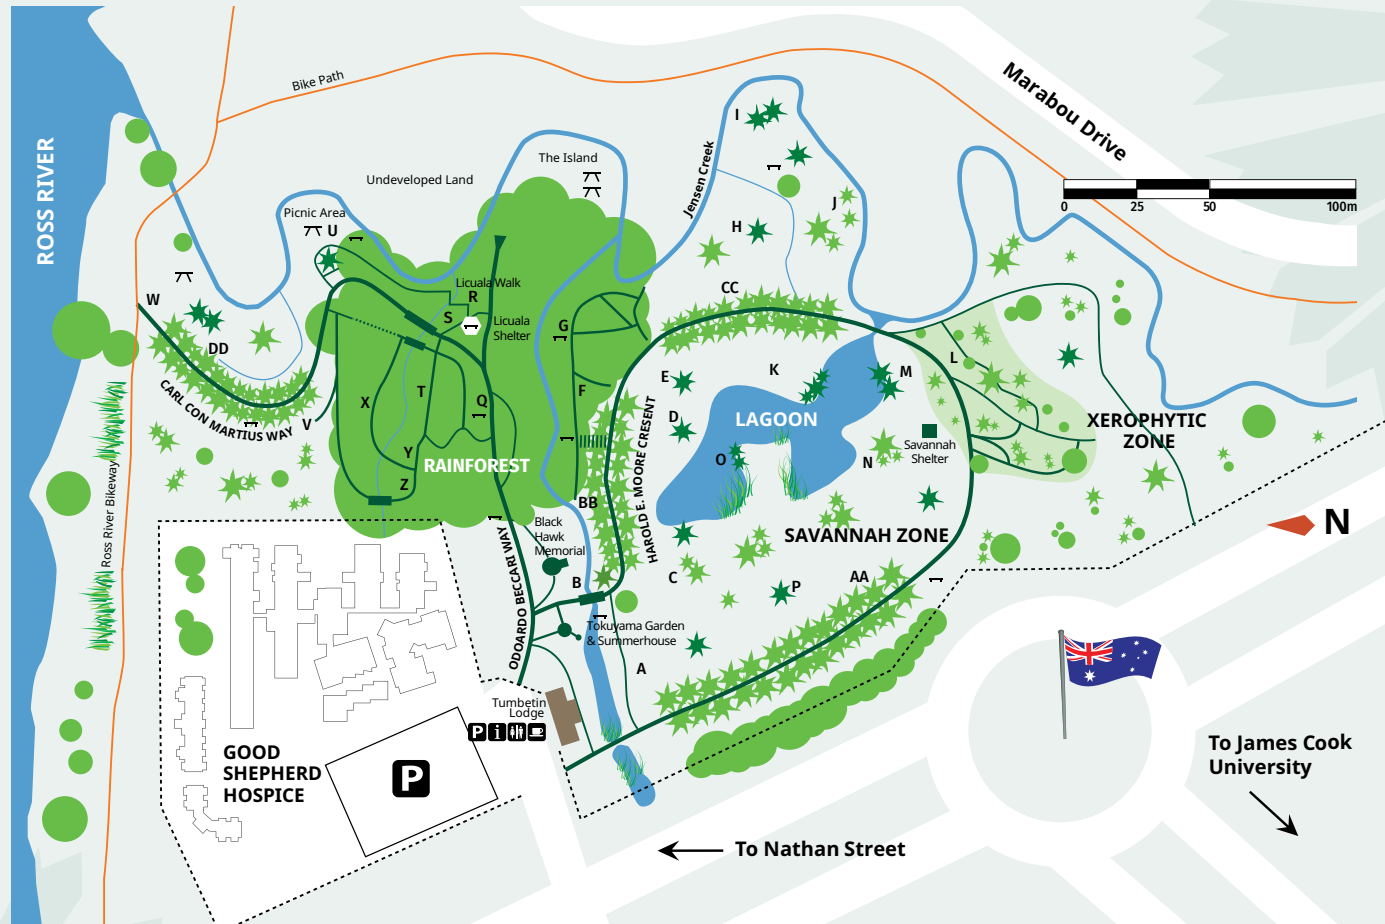 Marabou Drive
Bike Path
ROSS RIVER
I
The Island
Jensen Creek
Undeveloped Land
0
25
50
100m
J
Picnic Area
U
H
Licuala Walk
CC
R
W
S
Licuala
Shelter
G
DD
L
K
M
E
T
F
CARL CON MARTIUS WAY
X
Q
D
LAGOON
XEROPHYTIC
ZONE
HAROLD E. MOORE CRESENT
V
Savannah
Shelter
Y
O
N
RAINFOREST
Z
BB
Ross River Bikeway
N
Black
Hawk
Memorial
SAVANNAH ZONE
ODOARDO BECCARI WAY
C
B
P
AA
Tokuyama Garden
& Summerhouse
A
Tumbetin
Lodge
P i
GOOD
SHEPHERD
HOSPICE
P
To James Cook
University
To Nathan Street